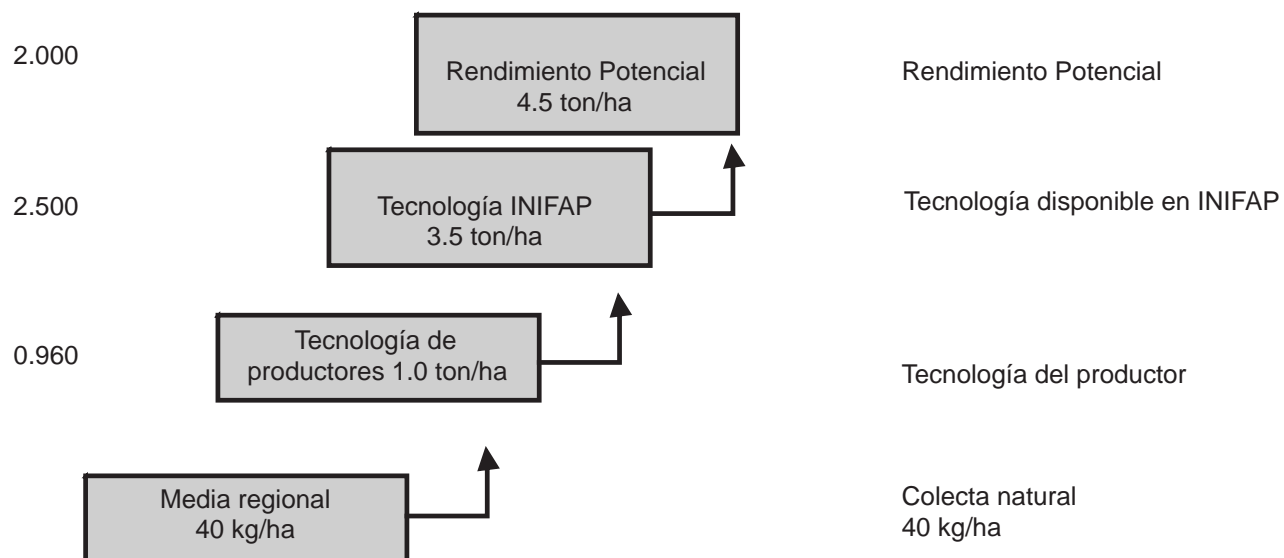 2.000
Rendimiento Potencial
4.5 ton/ha
Rendimiento Potencial
2.500
Tecnología INIFAP
3.5 ton/ha
Tecnología disponible en INIFAP
0.960
Tecnología de
productores 1.0 ton/ha
Tecnología del productor
Media regional
40 kg/ha
Colecta natural
40 kg/ha